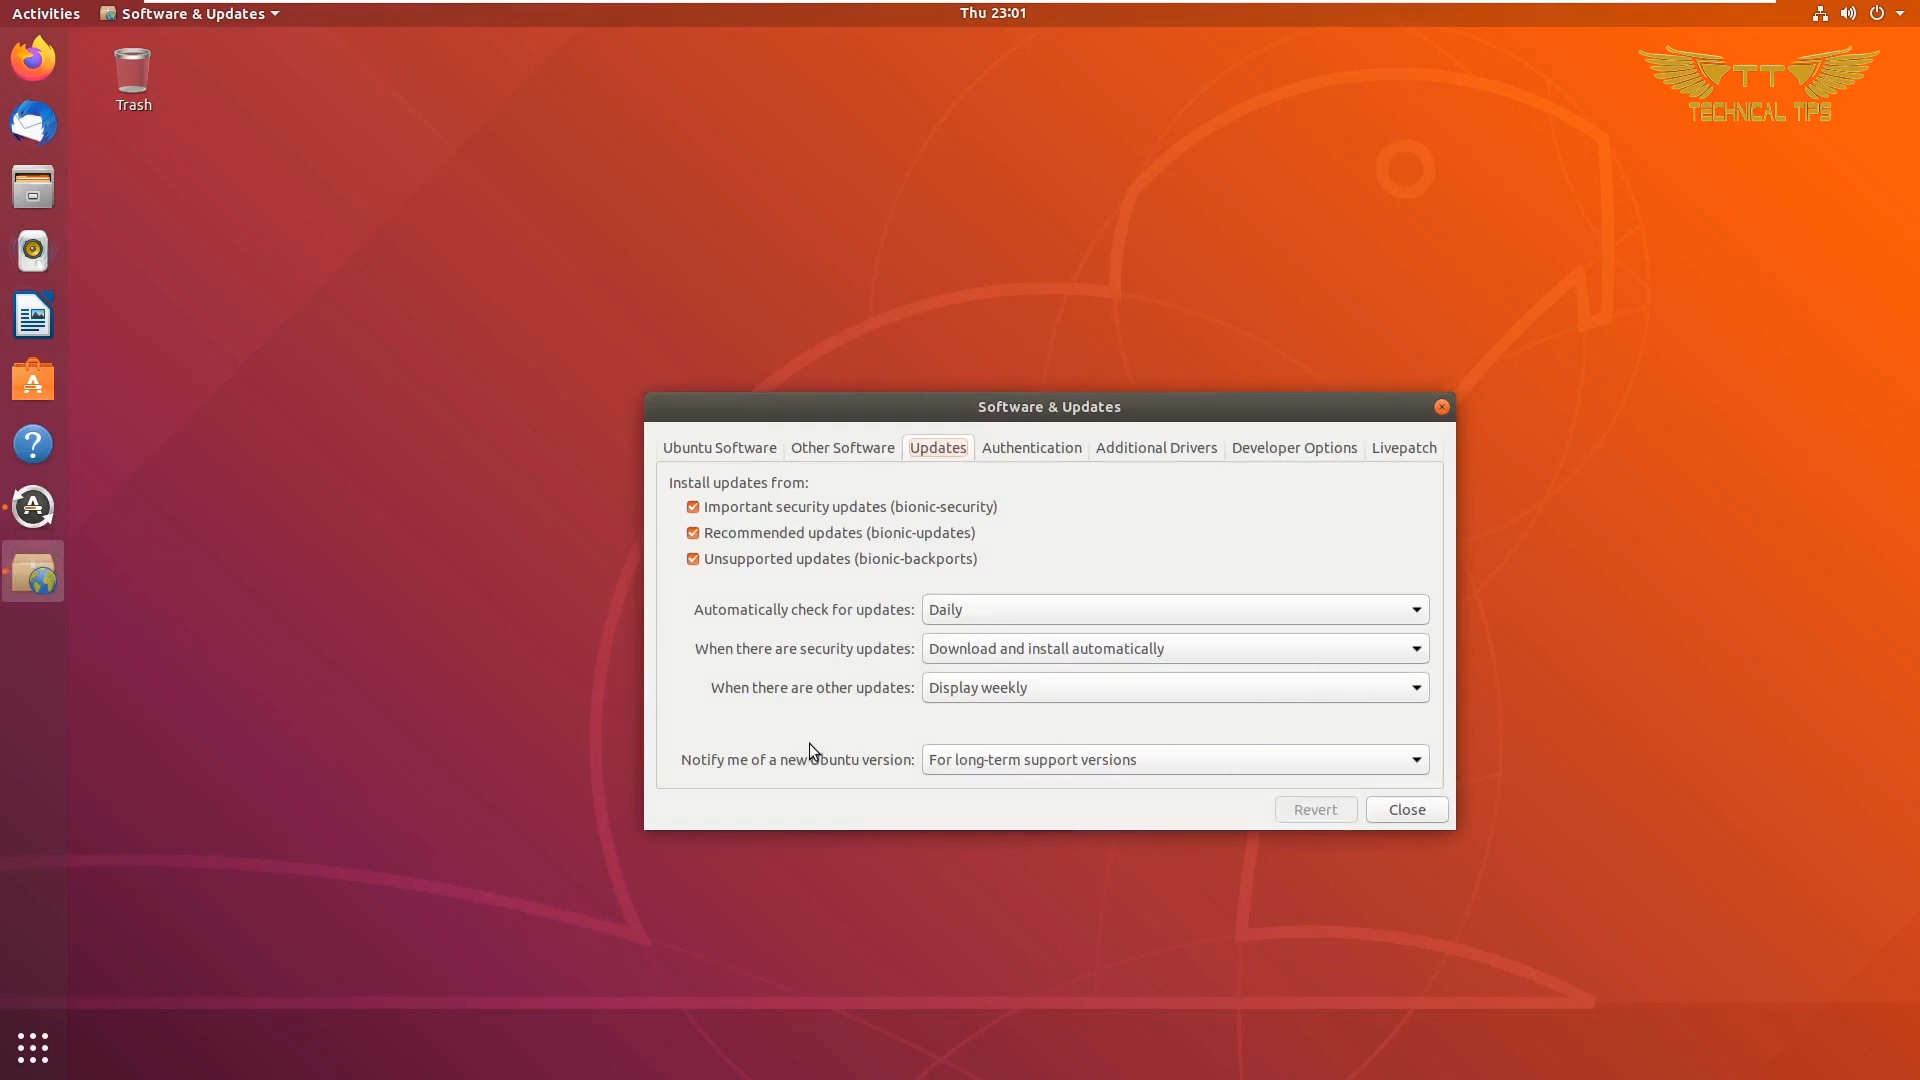 Activities Software & Updates Thu 23:01
Trash
TT
TECHNICAL TIPS
Software & Updates
Ubuntu Software Other Software Updates Authentication Additional Drivers Developer Options Livepatch
Install updates from:
Important security updates (bionic-security)
Recommended updates (bionic-updates)
Unsupported updates (bionic-backports)
Automatically check for updates: Daily
When there are security updates: Download and install automatically
When there are other updates: Display weekly
Notify me of a new Ubuntu version: For long-term support versions
Revert Close